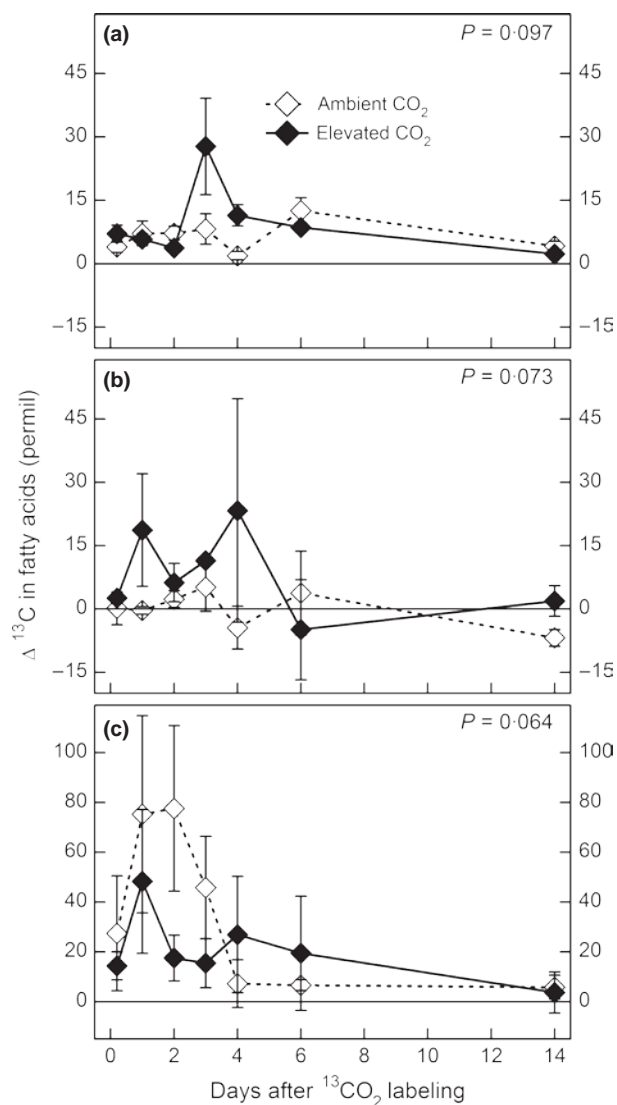 (a)
P = 0·097
45 45
Ambient CO₂
Elevated CO₂
30 30
15 15
0 0
–15 –15
(b)
P = 0·073
45 45
30 30
15 15
0 0
–15 –15
Δ ¹³C in fatty acids (permil)
(c)
P = 0·064
100 100
80 80
60 60
40 40
20 20
0 0
0 2 4 6 8 10 12 14
Days after ¹³CO₂ labeling